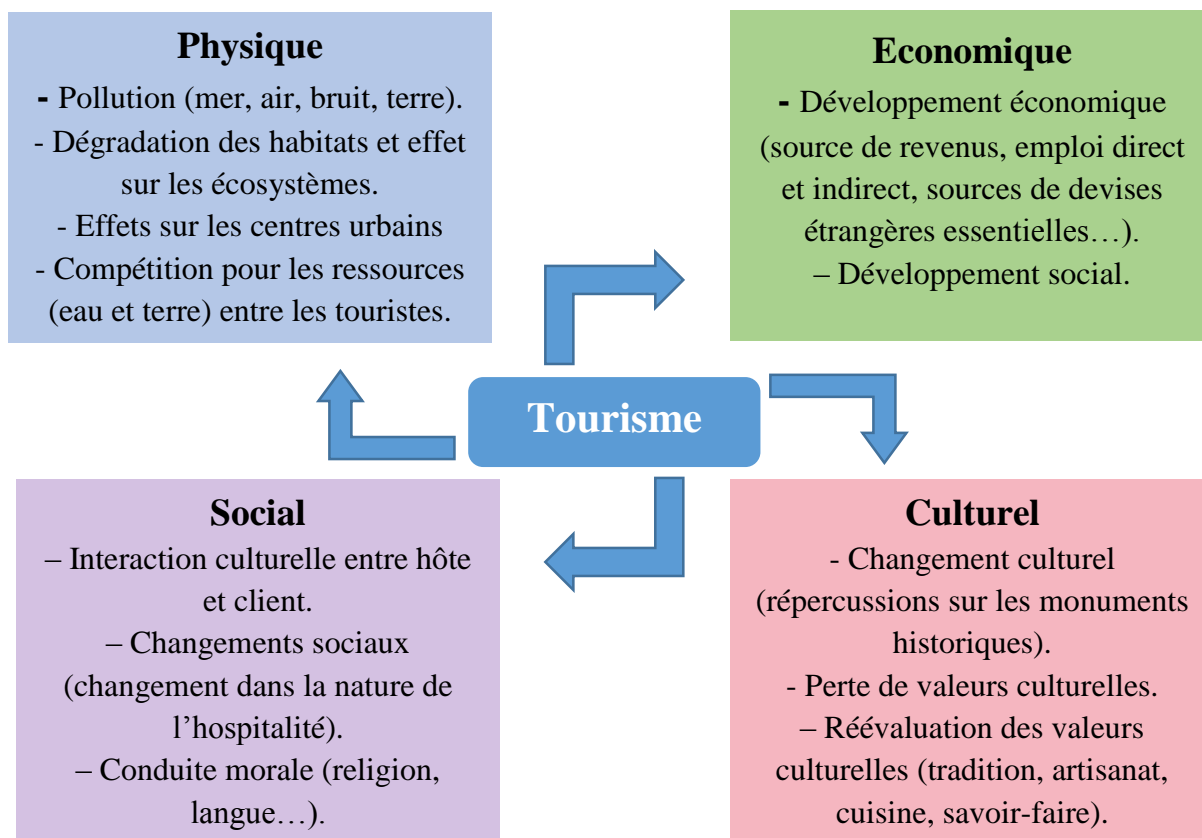 Physique
- Pollution (mer, air, bruit, terre).
- Dégradation des habitats et effet
sur les écosystèmes.
- Effets sur les centres urbains
- Compétition pour les ressources
(eau et terre) entre les touristes.
Economique
- Développement économique
(source de revenus, emploi direct
et indirect, sources de devises
étrangères essentielles…).
– Développement social.
Tourisme
Social
– Interaction culturelle entre hôte
et client.
– Changements sociaux
(changement dans la nature de
l’hospitalité).
– Conduite morale (religion,
langue…).
Culturel
- Changement culturel
(répercussions sur les monuments
historiques).
- Perte de valeurs culturelles.
– Réévaluation des valeurs
culturelles (tradition, artisanat,
cuisine, savoir-faire).